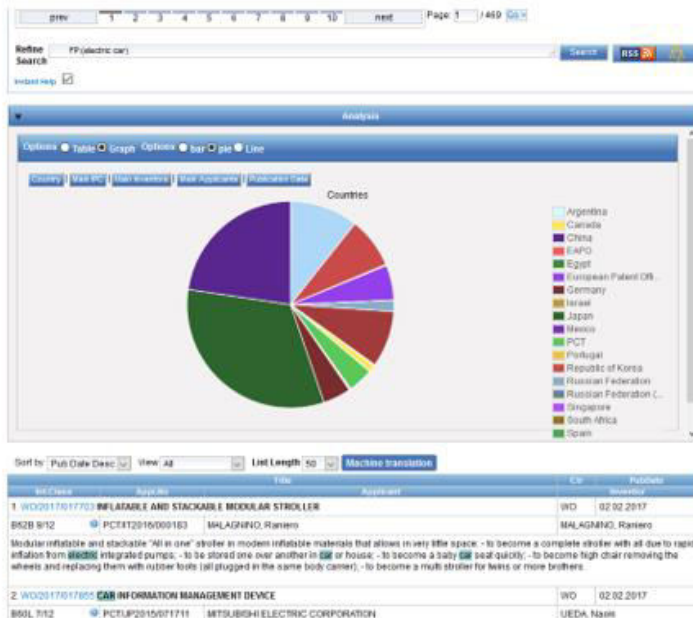 prev 1 2 3 4 5 6 7 8 9 10 next Page: 1 / 469 Go >
Refine Search FP:(electric car) Search RSS
Instant Help
Analysis
Options Table Graph Options bar pie Line
Country Main IPC Main Inventors Main Applicants Publication Date
Countries
Argentina
Canada
China
EAPO
Egypt
European Patent Offi...
Germany
Israel
Japan
Mexico
PCT
Portugal
Republic of Korea
Russian Federation
Russian Federation (...
Singapore
South Africa
Spain
Sort by: Pub Date Desc View All List Length 50 Machine translation
Title Ctr PubDate
Int.Class Appl.No Applicant Inventor
1. WO/2017/017703 INFLATABLE AND STACKABLE MODULAR STROLLER WO 02.02.2017
B62B 9/12 PCT/IT2016/000183 MALAGNINO, Raniero MALAGNINO, Raniero
Modular inflatable and stackable "All in one" stroller in modern inflatable materials that allows in very little space: - to become a complete stroller with all due to rapid
inflation from electric integrated pumps; - to be stored one over another in car or house; - to become a baby car seat quickly; - to become high chair removing the
wheels and replacing them with rubber tools (all plugged in the same body carrier); - to become a multi stroller for twins or more brothers.
2. WO/2017/017855 CAR INFORMATION MANAGEMENT DEVICE WO 02.02.2017
B60L 7/12 PCT/JP2015/071711 MITSUBISHI ELECTRIC CORPORATION UEDA, Naoki